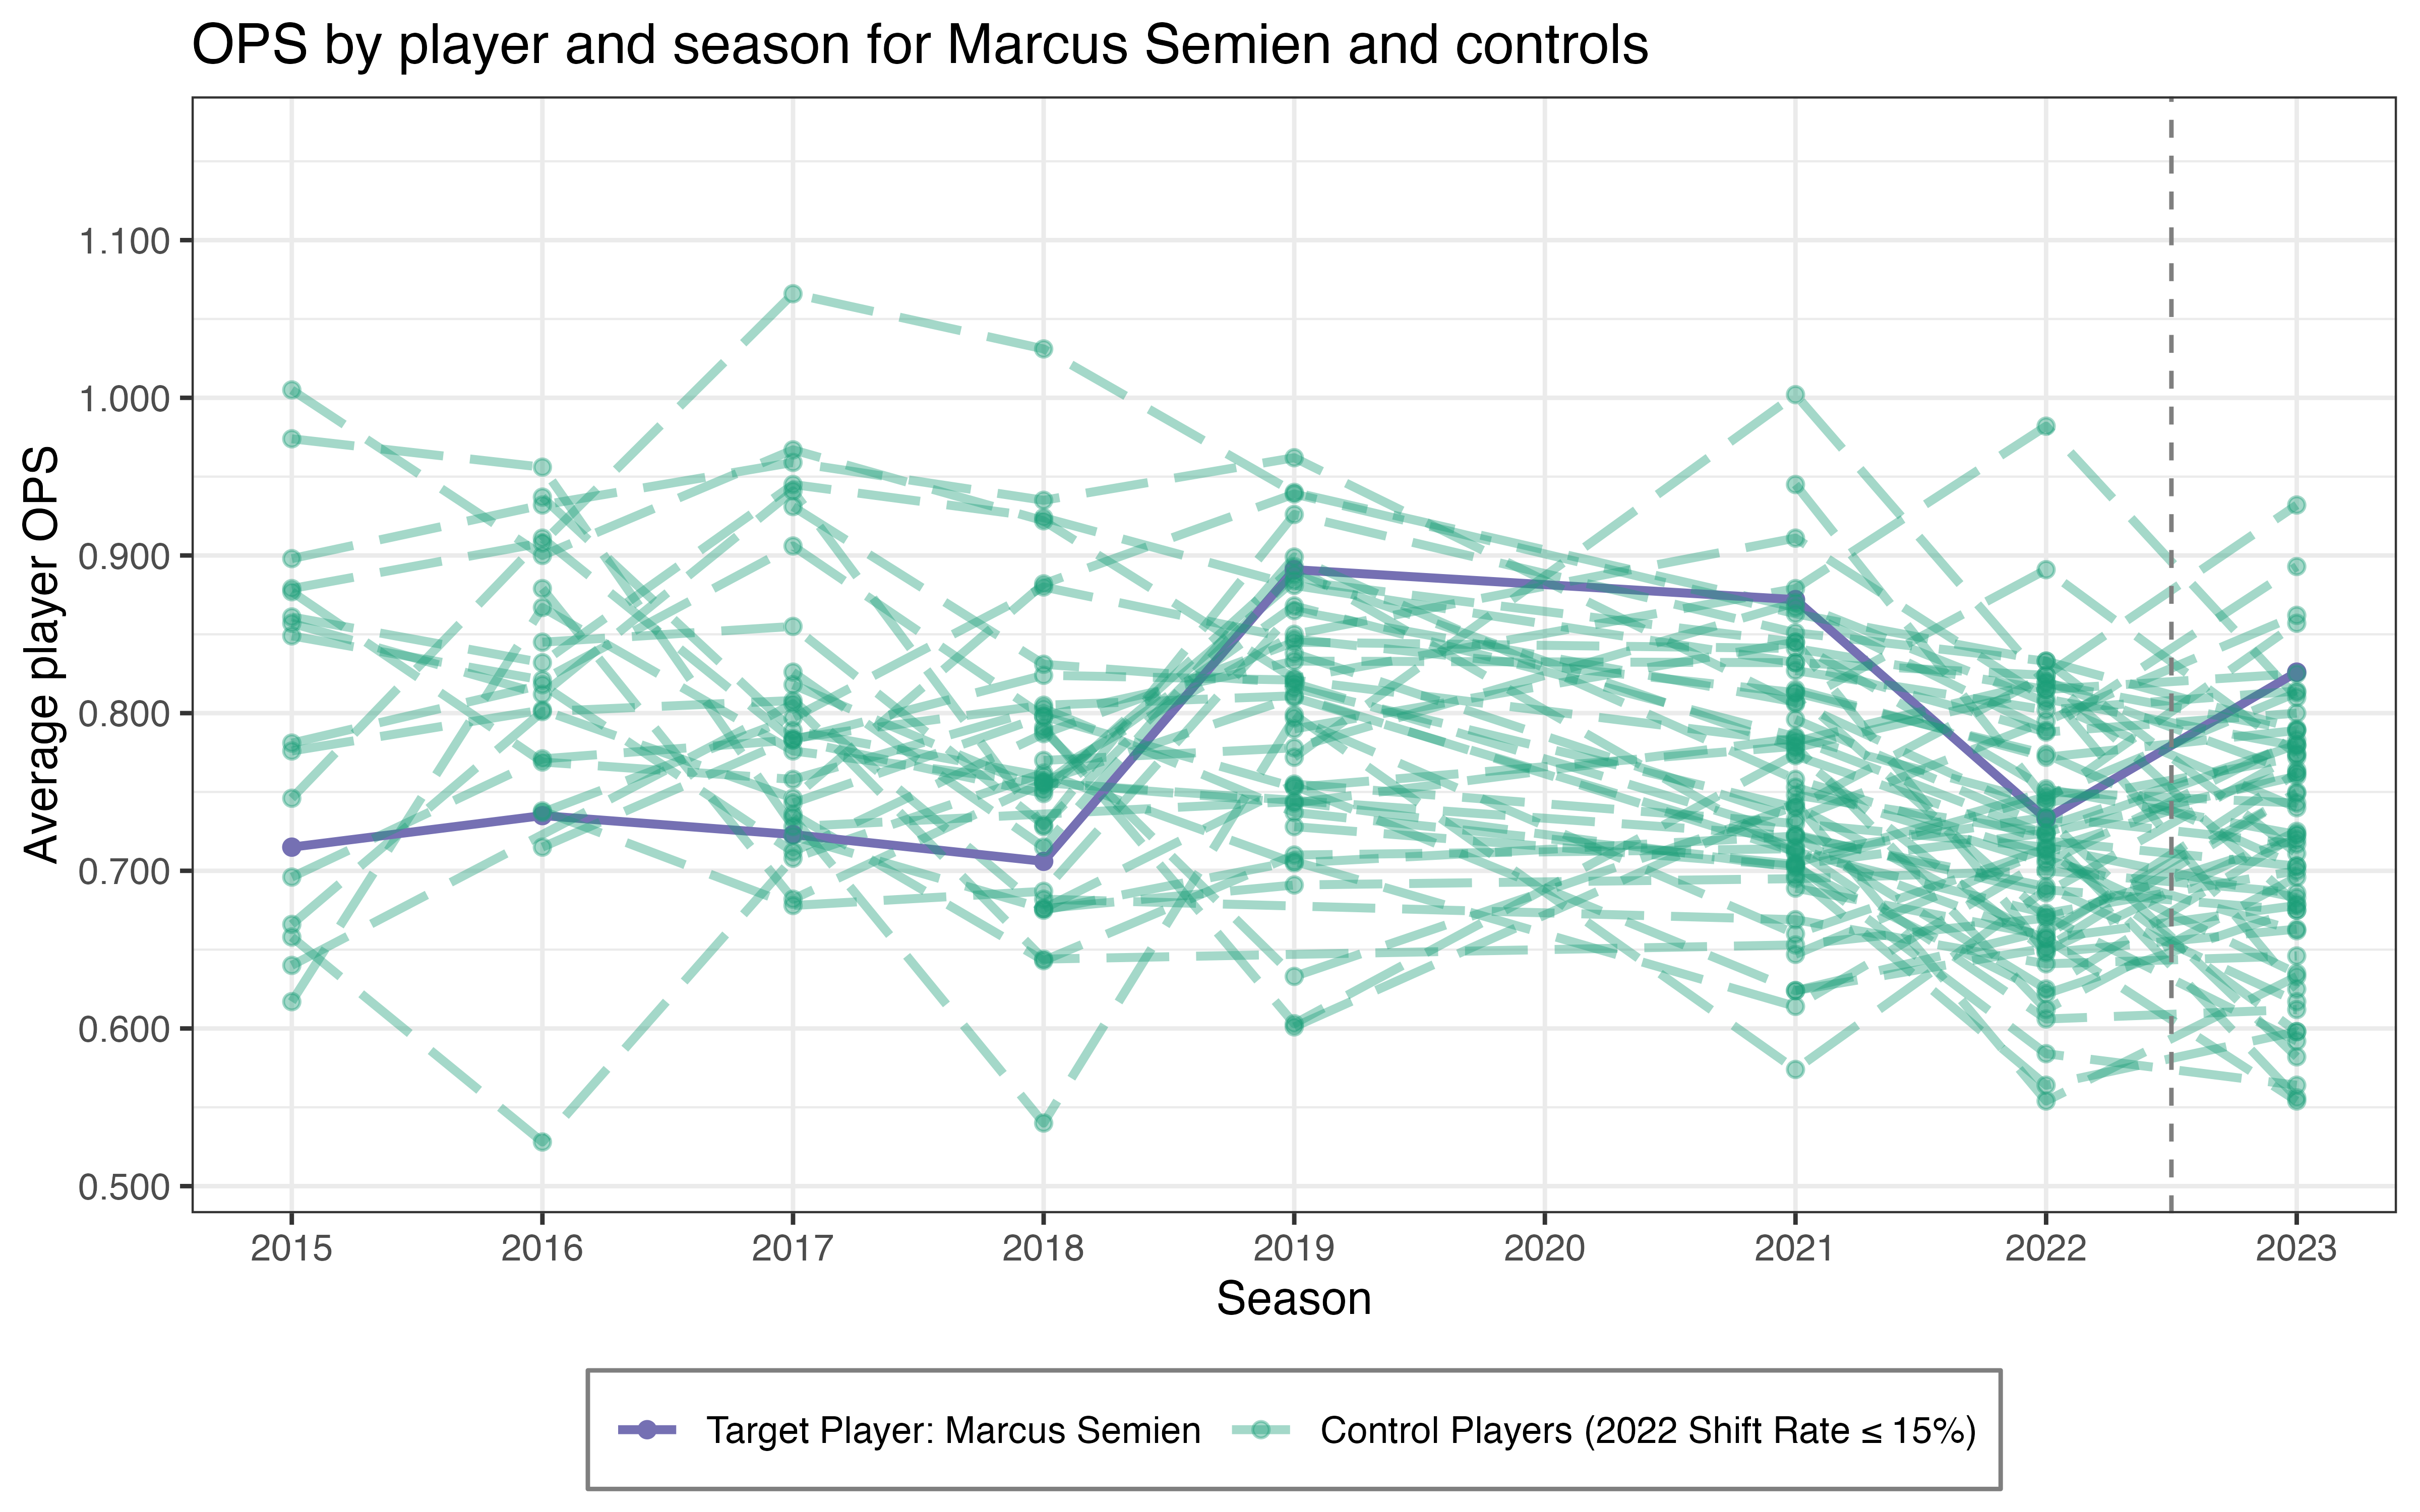 OPS by player and season for Marcus Semien and controls
Average player OPS
1.100
1.000
0.900
0.800
0.700
0.600
0.500
2015 2016 2017 2018 2019 2020 2021 2022 2023
Season
Target Player: Marcus Semien Control Players (2022 Shift Rate ≤ 15%)